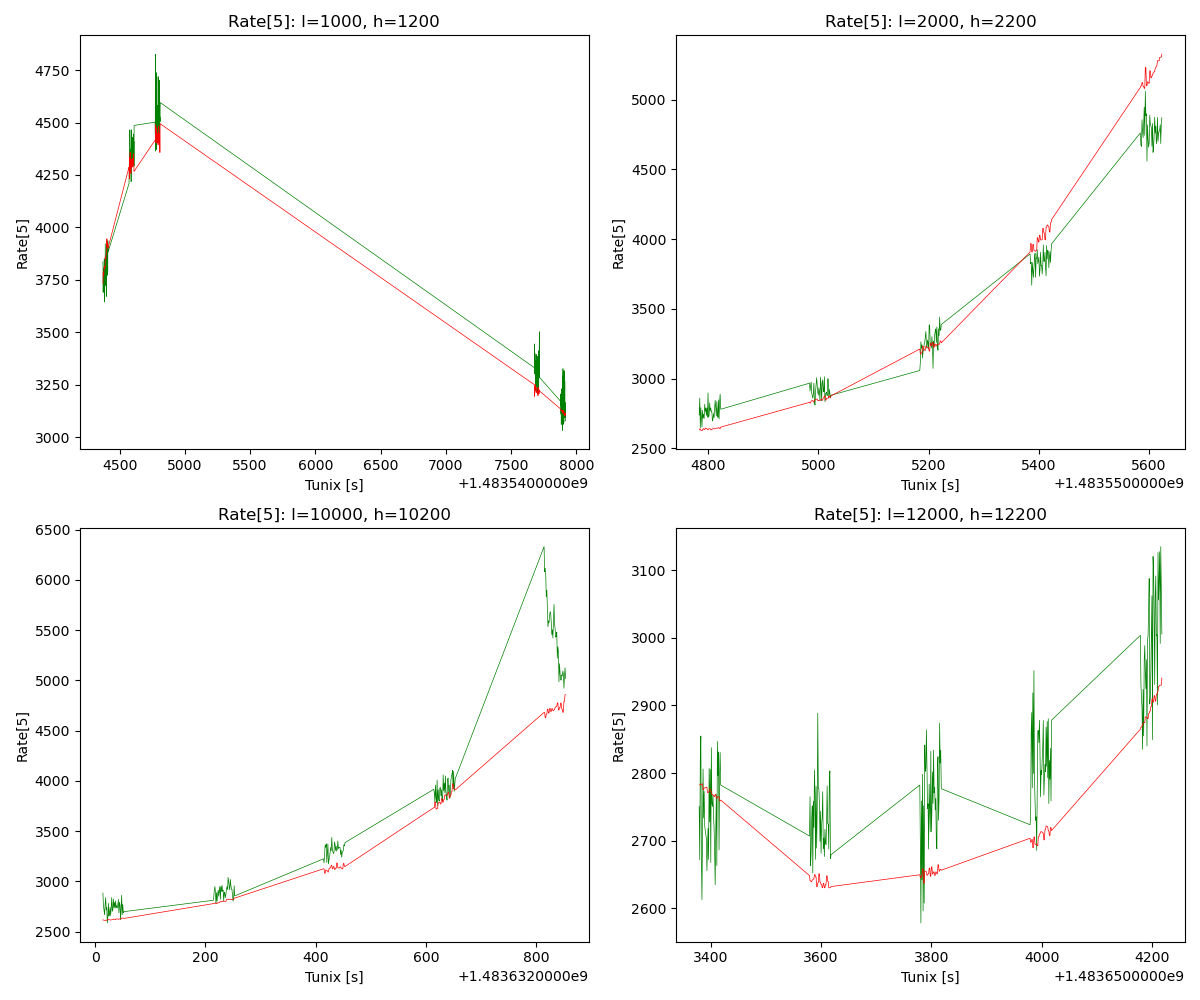 Rate[5]: l=1000, h=1200
Rate[5]
4750
4500
4250
4000
3750
3500
3250
3000
4500 5000 5500 6000 6500 7000 7500 8000
Tunix [s]
+1.4835400000e9
Rate[5]: l=2000, h=2200
Rate[5]
5000
4500
4000
3500
3000
2500
4800 5000 5200 5400 5600
Tunix [s]
+1.4835500000e9
Rate[5]: l=10000, h=10200
Rate[5]
6500
6000
5500
5000
4500
4000
3500
3000
2500
0 200 400 600 800
Tunix [s]
+1.4836320000e9
Rate[5]: l=12000, h=12200
Rate[5]
3100
3000
2900
2800
2700
2600
3400 3600 3800 4000 4200
Tunix [s]
+1.4836500000e9